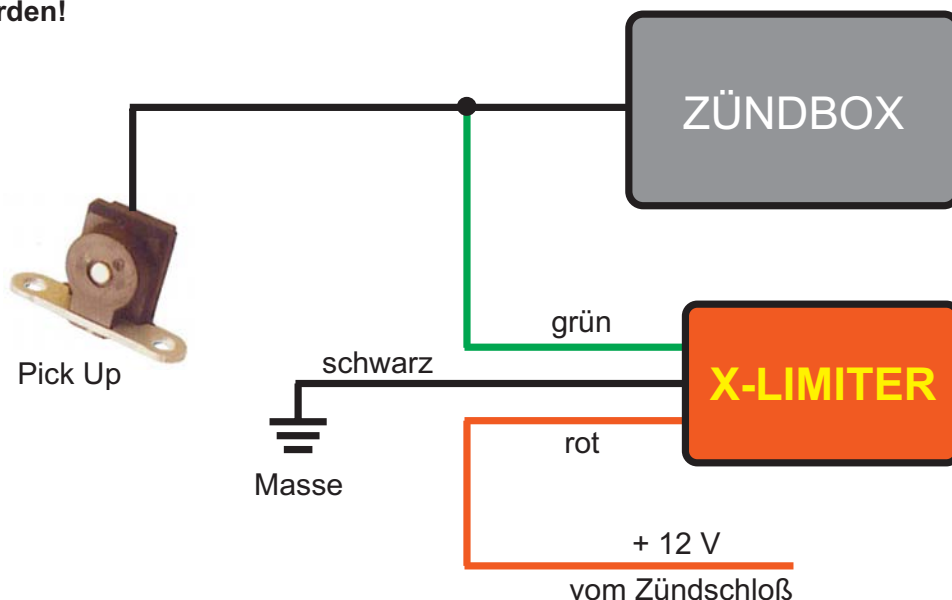 rden!
ZÜNDBOX
grün
schwarz
Pick Up
X-LIMITER
rot
Masse
+ 12 V
vom Zündschloß